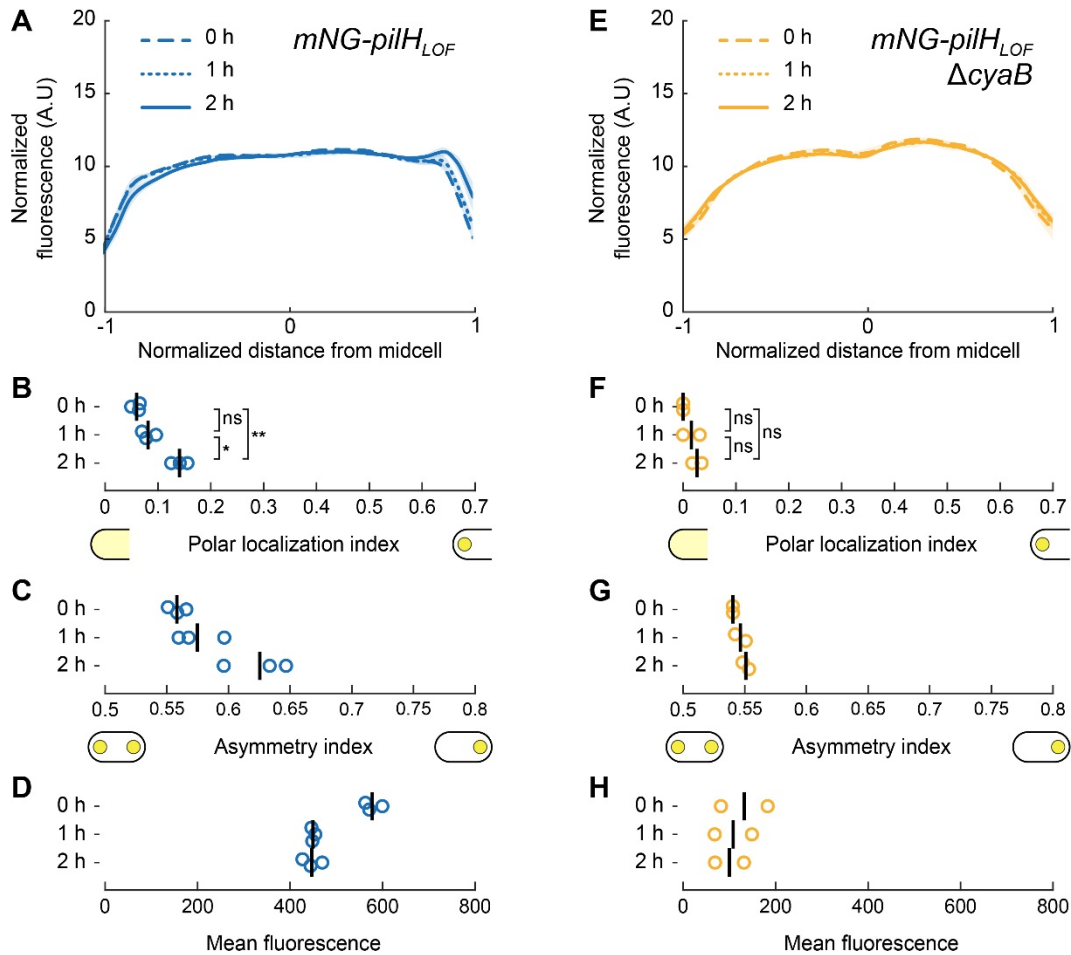 A
20
15
10
5
0
Normalized
fluorescence (A.U)
0 h
1 h
2 h
mNG-pilH_LOF
-1
0
1
Normalized distance from midcell
B
0 h -
1 h -
2 h -
ns
*
**
0 0.1 0.2 0.3 0.4 0.5 0.6 0.7
Polar localization index
C
0 h -
1 h -
2 h -
0.5 0.55 0.6 0.65 0.7 0.75 0.8
Asymmetry index
D
0 h -
1 h -
2 h -
0 200 400 600 800
Mean fluorescence
E
20
15
10
5
0
Normalized
fluorescence (A.U)
0 h
1 h
2 h
mNG-pilH_LOF
ΔcyaB
-1
0
1
Normalized distance from midcell
F
0 h -
1 h -
2 h -
ns
ns
ns
0 0.1 0.2 0.3 0.4 0.5 0.6 0.7
Polar localization index
G
0 h -
1 h -
2 h -
0.5 0.55 0.6 0.65 0.7 0.75 0.8
Asymmetry index
H
0 h -
1 h -
2 h -
0 200 400 600 800
Mean fluorescence